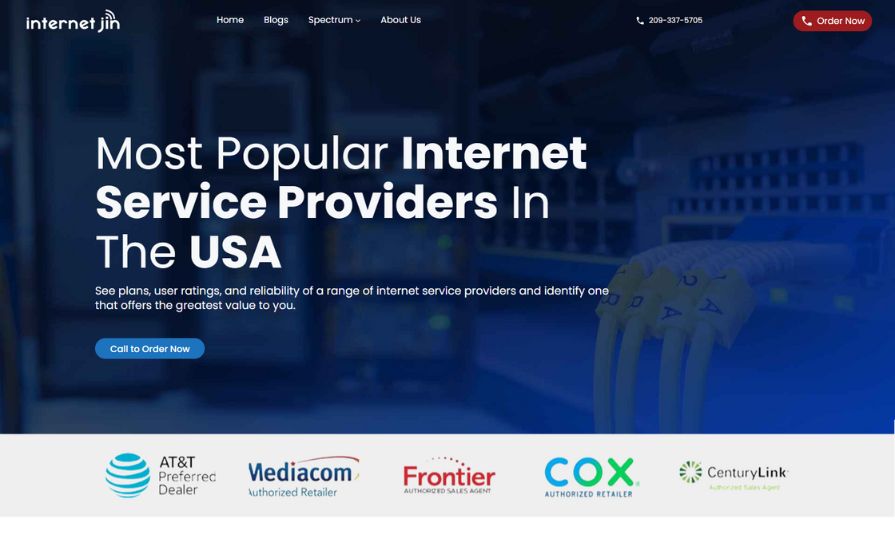 internet jin
Home
Blogs
Spectrum
About Us
209-337-5705
Order Now
Most Popular Internet
Service Providers In
The USA
See plans, user ratings, and reliability of a range of internet service providers and identify one
that offers the greatest value to you.
Call to Order Now
AT&T
Preferred
Dealer
Mediacom
Authorized Retailer
Frontier
AUTHORIZED SALES AGENT
COX
AUTHORIZED RETAILER
CenturyLink
Authorized Sales Agent